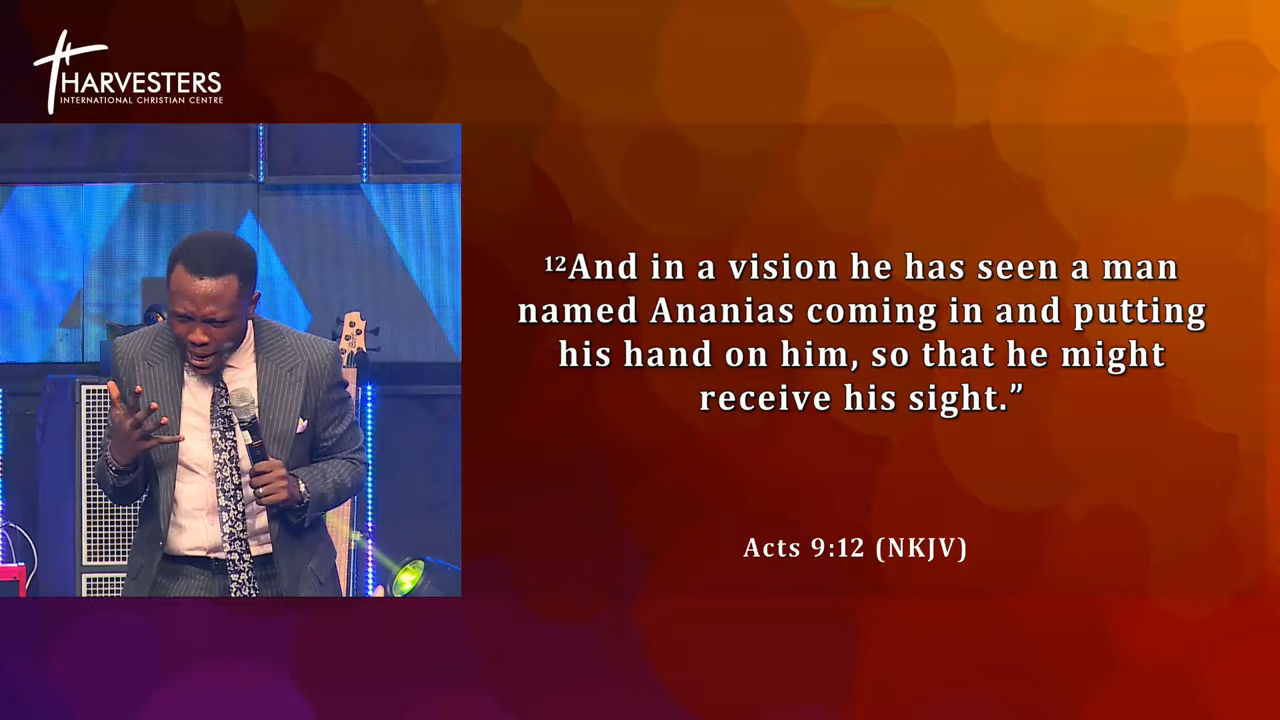 HARVESTERS
INTERNATIONAL CHRISTIAN CENTRE
¹²And in a vision he has seen a man
named Ananias coming in and putting
his hand on him, so that he might
receive his sight.”
Acts 9:12 (NKJV)